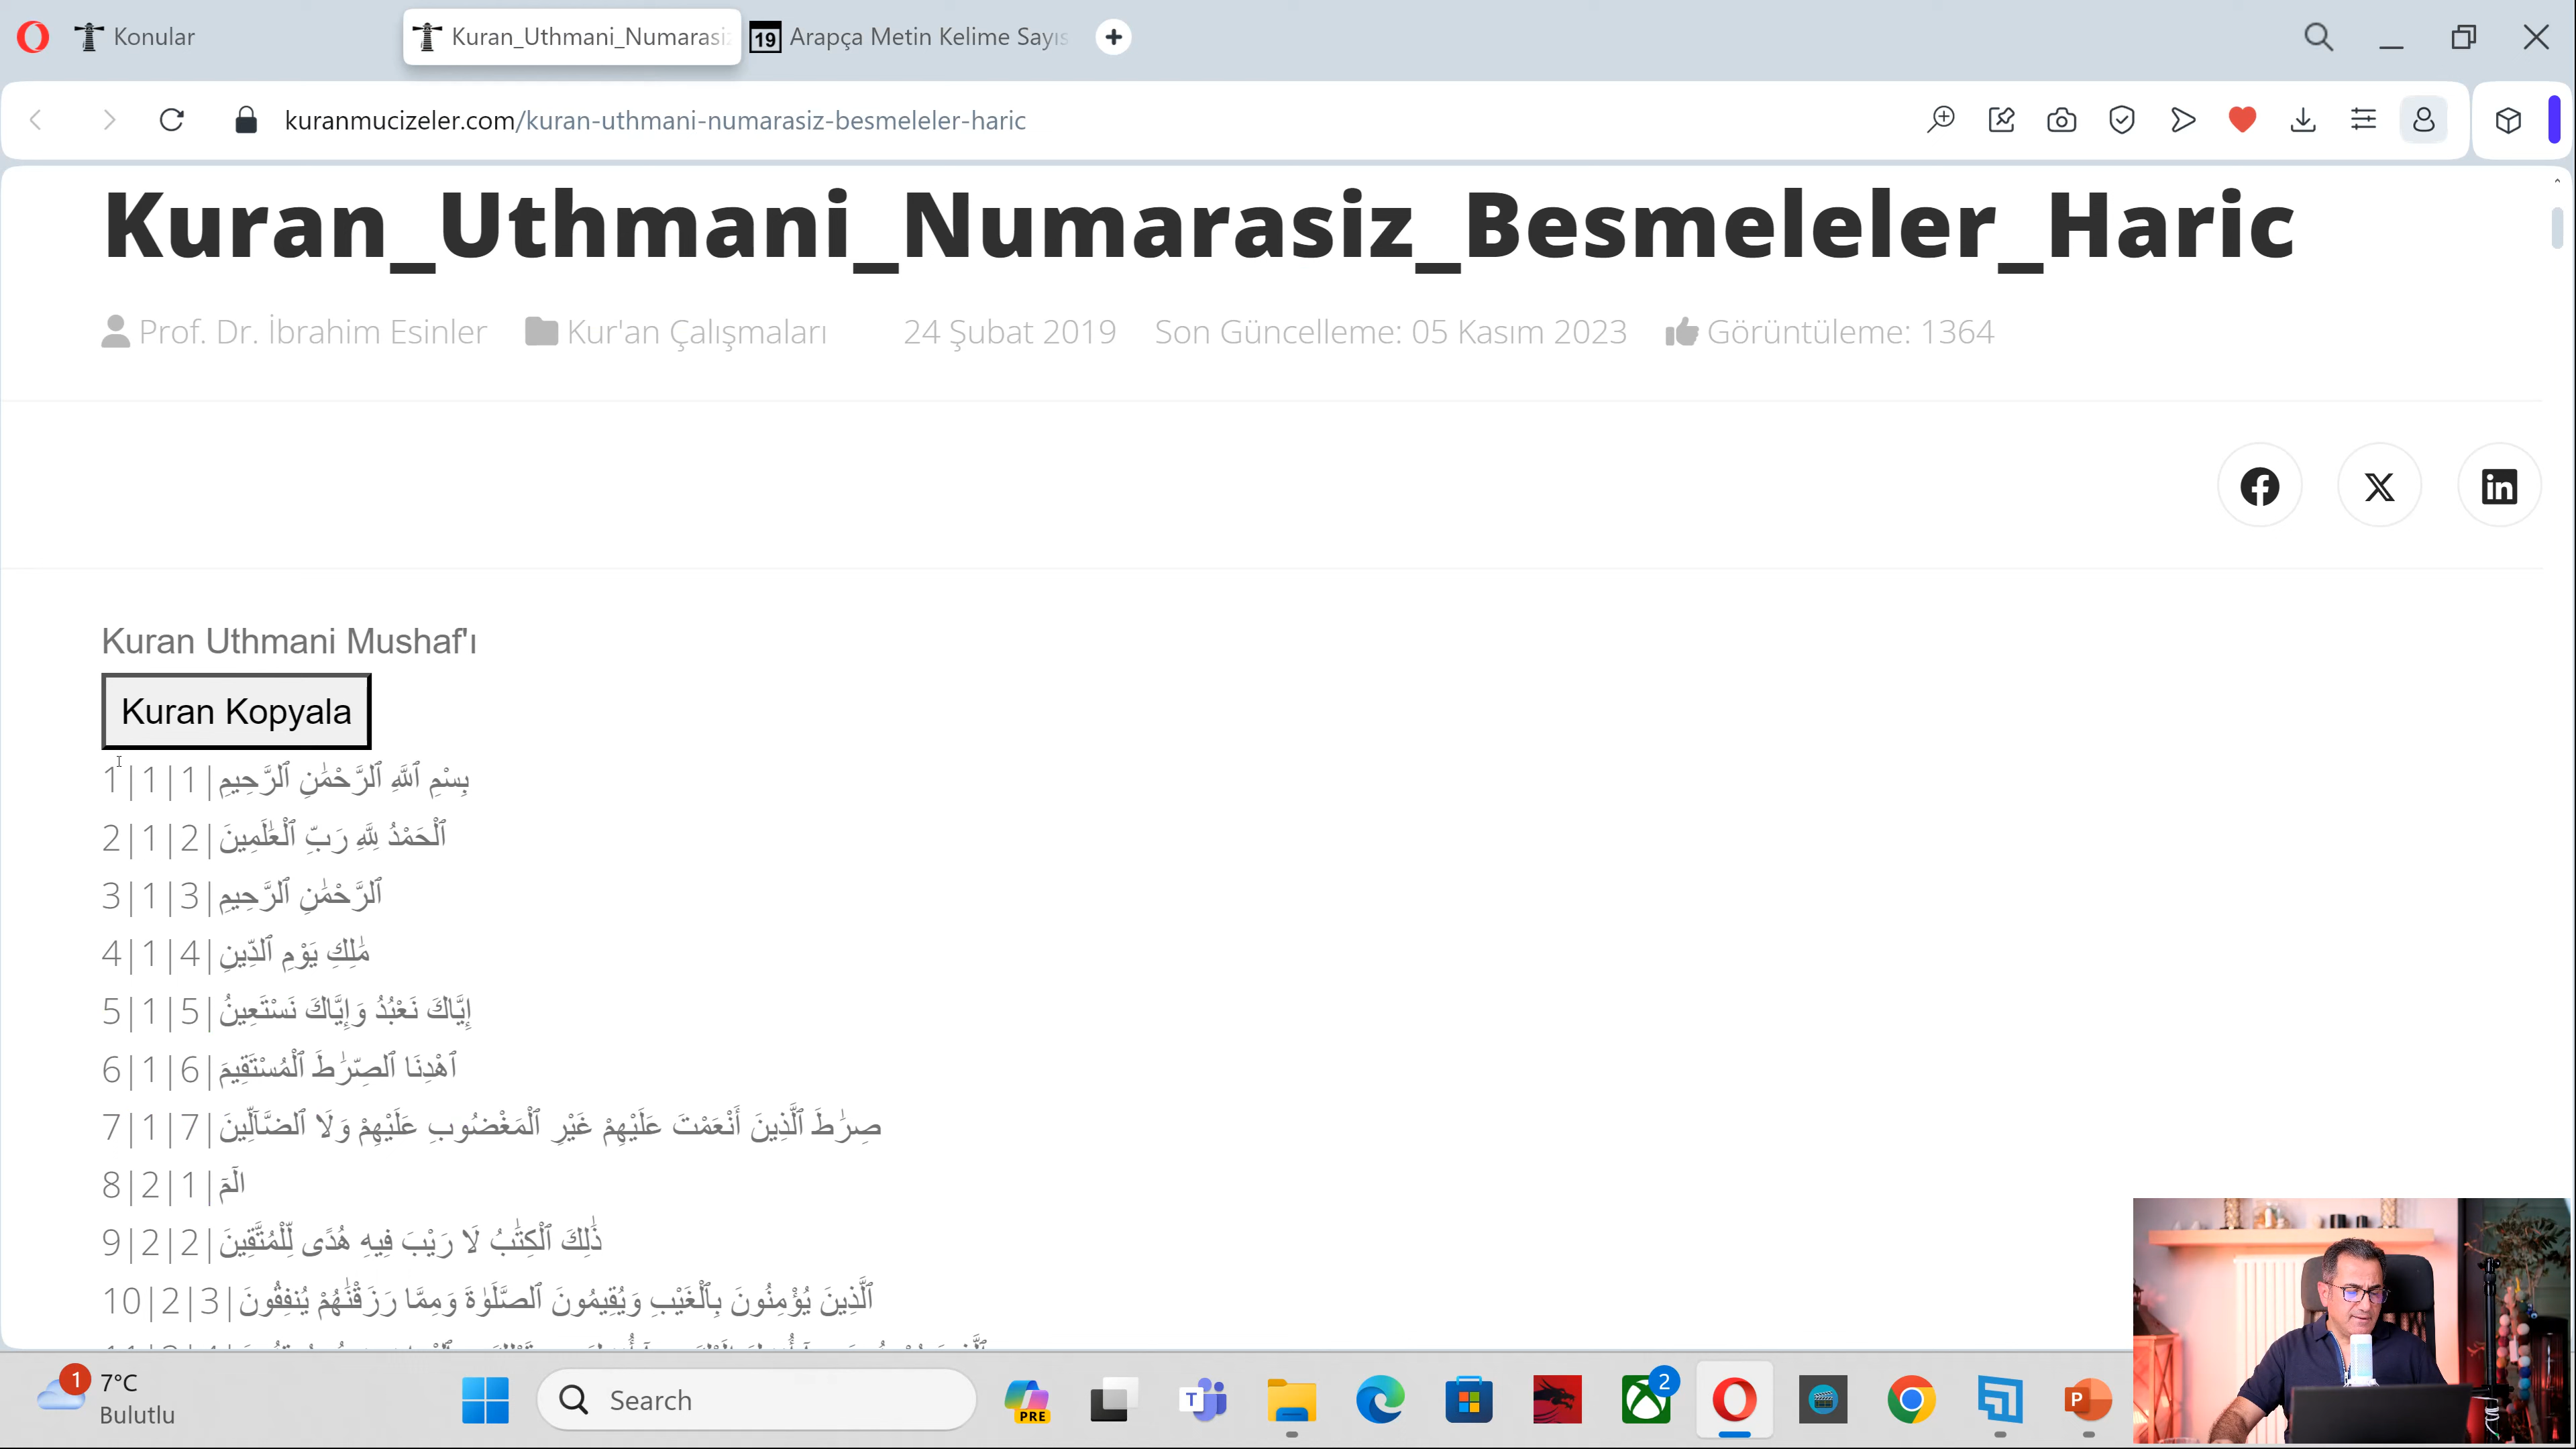 Konular
Kuran_Uthmani_Numarasi
19 Arapça Metin Kelime Sayıs
kuranmucizeler.com/kuran-uthmani-numarasiz-besmeleler-haric
Kuran_Uthmani_Numarasiz_Besmeleler_Haric
Prof. Dr. İbrahim Esinler Kur'an Çalışmaları 24 Şubat 2019 Son Güncelleme: 05 Kasım 2023 Görüntüleme: 1364
Kuran Uthmani Mushaf'ı
Kuran Kopyala
1|1|1|بِسْمِ ٱللَّهِ ٱلرَّحْمَٰنِ ٱلرَّحِيمِ
2|1|2|ٱلْحَمْدُ لِلَّهِ رَبِّ ٱلْعَٰلَمِينَ
3|1|3|ٱلرَّحْمَٰنِ ٱلرَّحِيمِ
4|1|4|مَٰلِكِ يَوْمِ ٱلدِّينِ
5|1|5|إِيَّاكَ نَعْبُدُ وَإِيَّاكَ نَسْتَعِينُ
6|1|6|ٱهْدِنَا ٱلصِّرَٰطَ ٱلْمُسْتَقِيمَ
7|1|7|صِرَٰطَ ٱلَّذِينَ أَنْعَمْتَ عَلَيْهِمْ غَيْرِ ٱلْمَغْضُوبِ عَلَيْهِمْ وَلَا ٱلضَّآلِّينَ
8|2|1|الٓمٓ
9|2|2|ذَٰلِكَ ٱلْكِتَٰبُ لَا رَيْبَ فِيهِ هُدًى لِّلْمُتَّقِينَ
10|2|3|ٱلَّذِينَ يُؤْمِنُونَ بِٱلْغَيْبِ وَيُقِيمُونَ ٱلصَّلَوٰةَ وَمِمَّا رَزَقْنَٰهُمْ يُنفِقُونَ
1 7°C
Bulutlu
Search
PRE
T
2
P